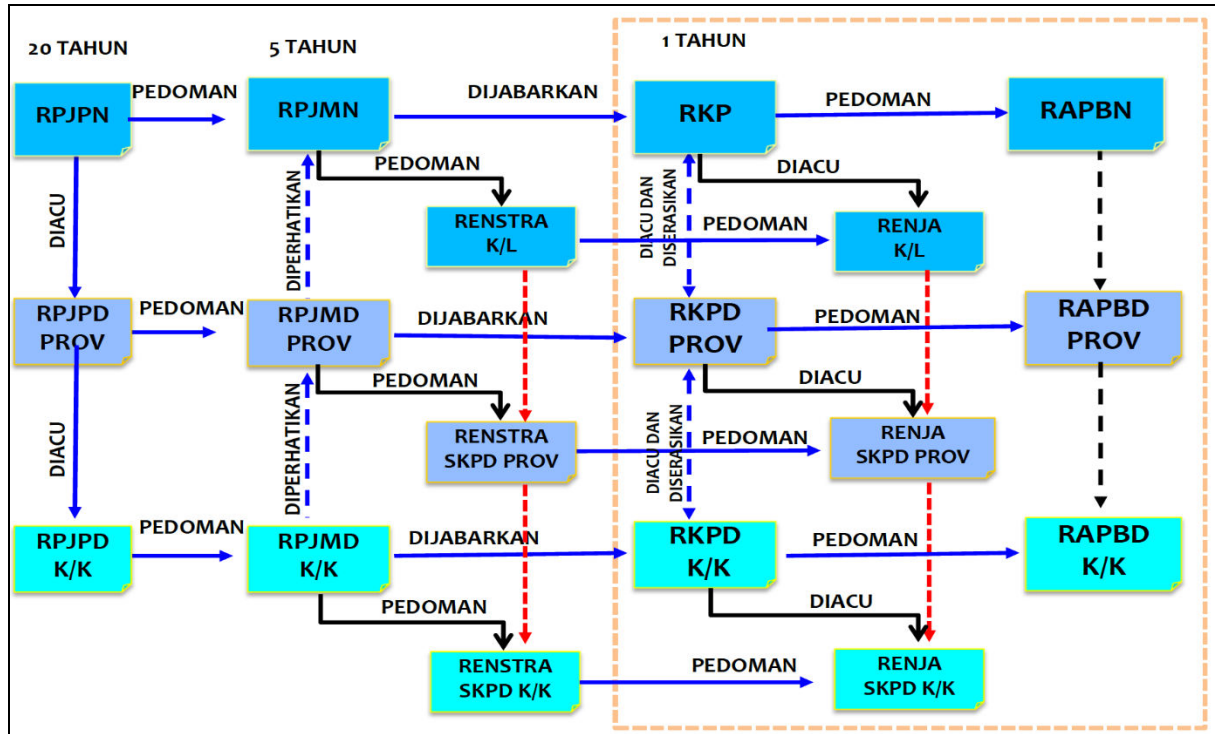 20 TAHUN
5 TAHUN
1 TAHUN
RPJPN
PEDOMAN
RPJMN
DIJABARKAN
RKP
PEDOMAN
RAPBN
DIACU
DIPERHATIKAN
PEDOMAN
RENSTRA
K/L
PEDOMAN
DIACU DAN
DISERASIKAN
DIACU
RENJA
K/L
RPJPD
PROV
PEDOMAN
RPJMD
PROV
DIJABARKAN
RKPD
PROV
PEDOMAN
RAPBD
PROV
DIACU
DIPERHATIKAN
PEDOMAN
RENSTRA
SKPD PROV
PEDOMAN
DIACU DAN
DISERASIKAN
DIACU
RENJA
SKPD PROV
RPJPD
K/K
PEDOMAN
RPJMD
K/K
DIJABARKAN
RKPD
K/K
PEDOMAN
RAPBD
K/K
PEDOMAN
RENSTRA
SKPD K/K
PEDOMAN
DIACU
RENJA
SKPD K/K